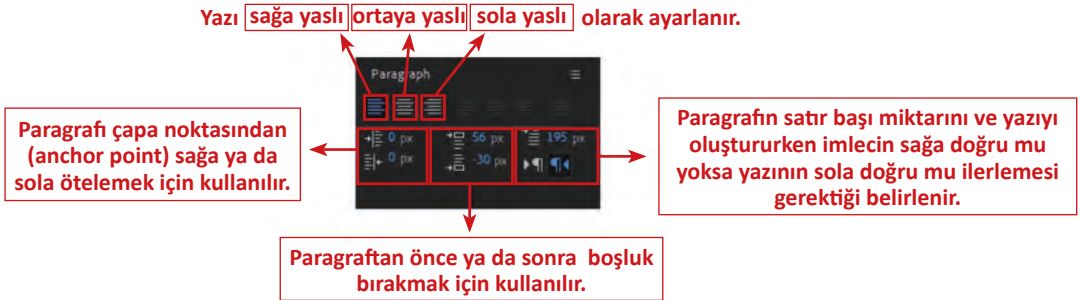 Yazı sağa yaslı ortaya yaslı sola yaslı olarak ayarlanır.
Paragraph
0 px
56 px
195 px
0 px
-30 px
Paragrafı çapa noktasından
(anchor point) sağa ya da
sola ötelemek için kullanılır.
Paragrafın satır başı miktarını ve yazıyı
oluştururken imlecin sağa doğru mu
yoksa yazının sola doğru mu ilerlemesi
gerektiği belirlenir.
Paragraftan önce ya da sonra boşluk
bırakmak için kullanılır.